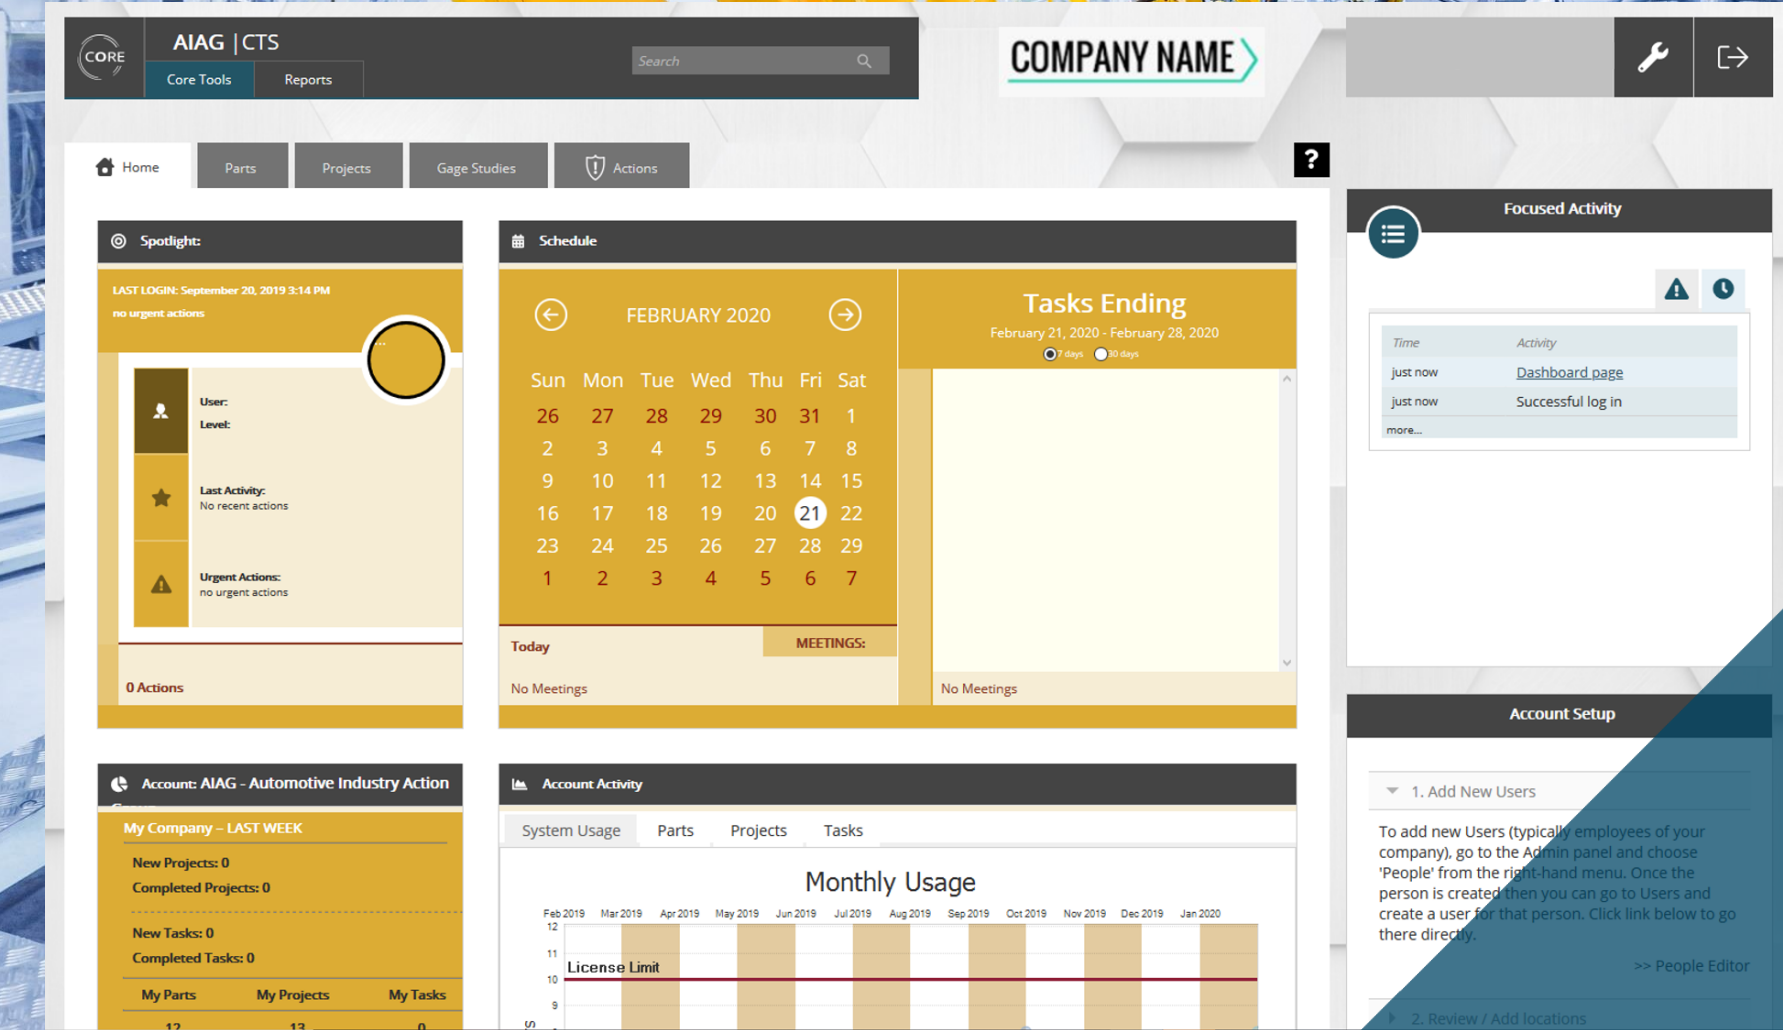 CORE
AIAG | CTS
Core Tools
Reports
Search
COMPANY NAME
Home
Parts
Projects
Gage Studies
Actions
?
Spotlight:
LAST LOGIN: September 20, 2019 3:14 PM
no urgent actions
...
User:
Level:
Last Activity:
No recent actions
Urgent Actions:
no urgent actions
0 Actions
Schedule
FEBRUARY 2020
Sun Mon Tue Wed Thu Fri Sat
26 27 28 29 30 31 1
2 3 4 5 6 7 8
9 10 11 12 13 14 15
16 17 18 19 20 21 22
23 24 25 26 27 28 29
1 2 3 4 5 6 7
Today
MEETINGS:
No Meetings
Tasks Ending
February 21, 2020 - February 28, 2020
7 days 30 days
No Meetings
Focused Activity
Time Activity
just now Dashboard page
just now Successful log in
more...
Account Setup
1. Add New Users
To add new Users (typically employees of your
company), go to the Admin panel and choose
'People' from the right-hand menu. Once the
person is created then you can go to Users and
create a user for that person. Click link below to go
there directly.
>> People Editor
2. Review / Add locations
Account: AIAG - Automotive Industry Action
My Company – LAST WEEK
New Projects: 0
Completed Projects: 0
New Tasks: 0
Completed Tasks: 0
My Parts My Projects My Tasks
12 13 0
Account Activity
System Usage Parts Projects Tasks
Monthly Usage
Feb 2019 Mar 2019 Apr 2019 May 2019 Jun 2019 Jul 2019 Aug 2019 Sep 2019 Oct 2019 Nov 2019 Dec 2019 Jan 2020
12
11
License Limit
10
9